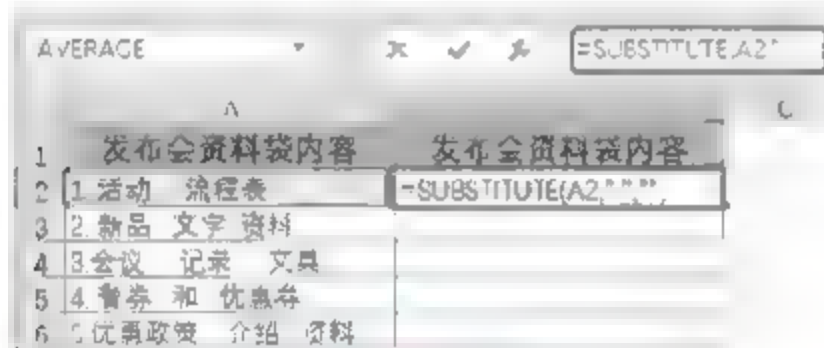 AVERAGE =SUBSTITUTE(A2,"
A C
1 发布会资料袋内容 发布会资料袋内容
2 1.活动 流程表 =SUBSTITUTE(A2," ","")
3 2.新品 文字 资料
4 3.会议 记录 文具
5 4. 和 优惠券
6 5.优惠政策 介绍 资料